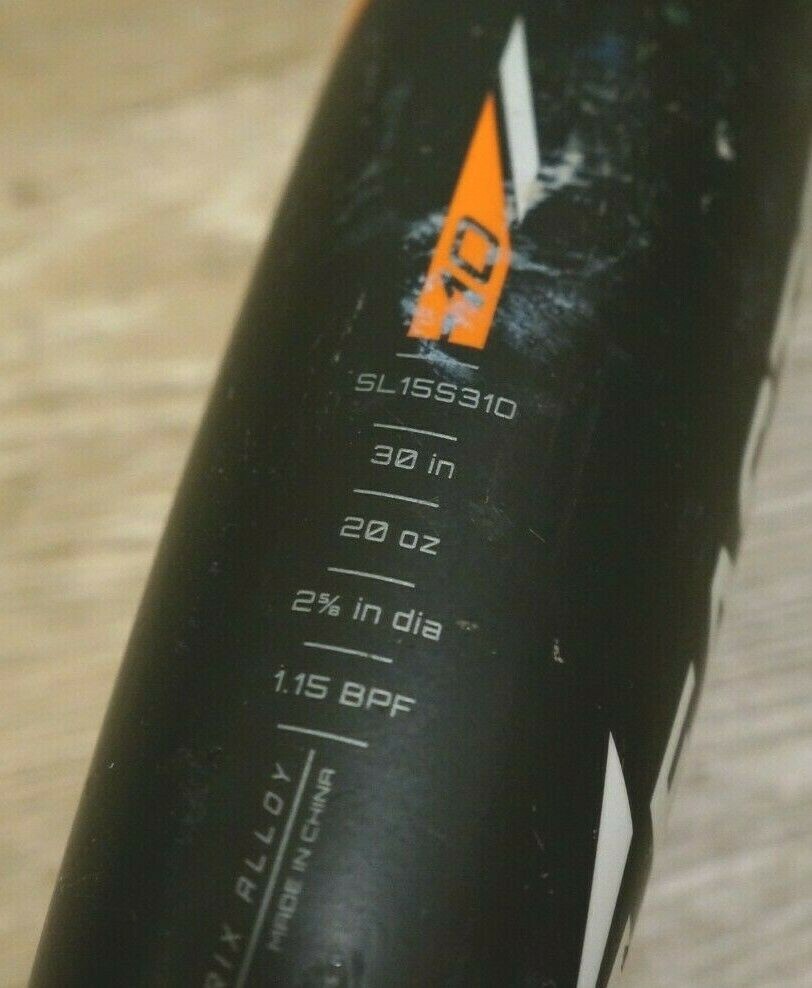 -10
SL15S310
30 in
20 oz
2⅝ in dia
1.15 BPF
ALLOY
MADE IN CHINA